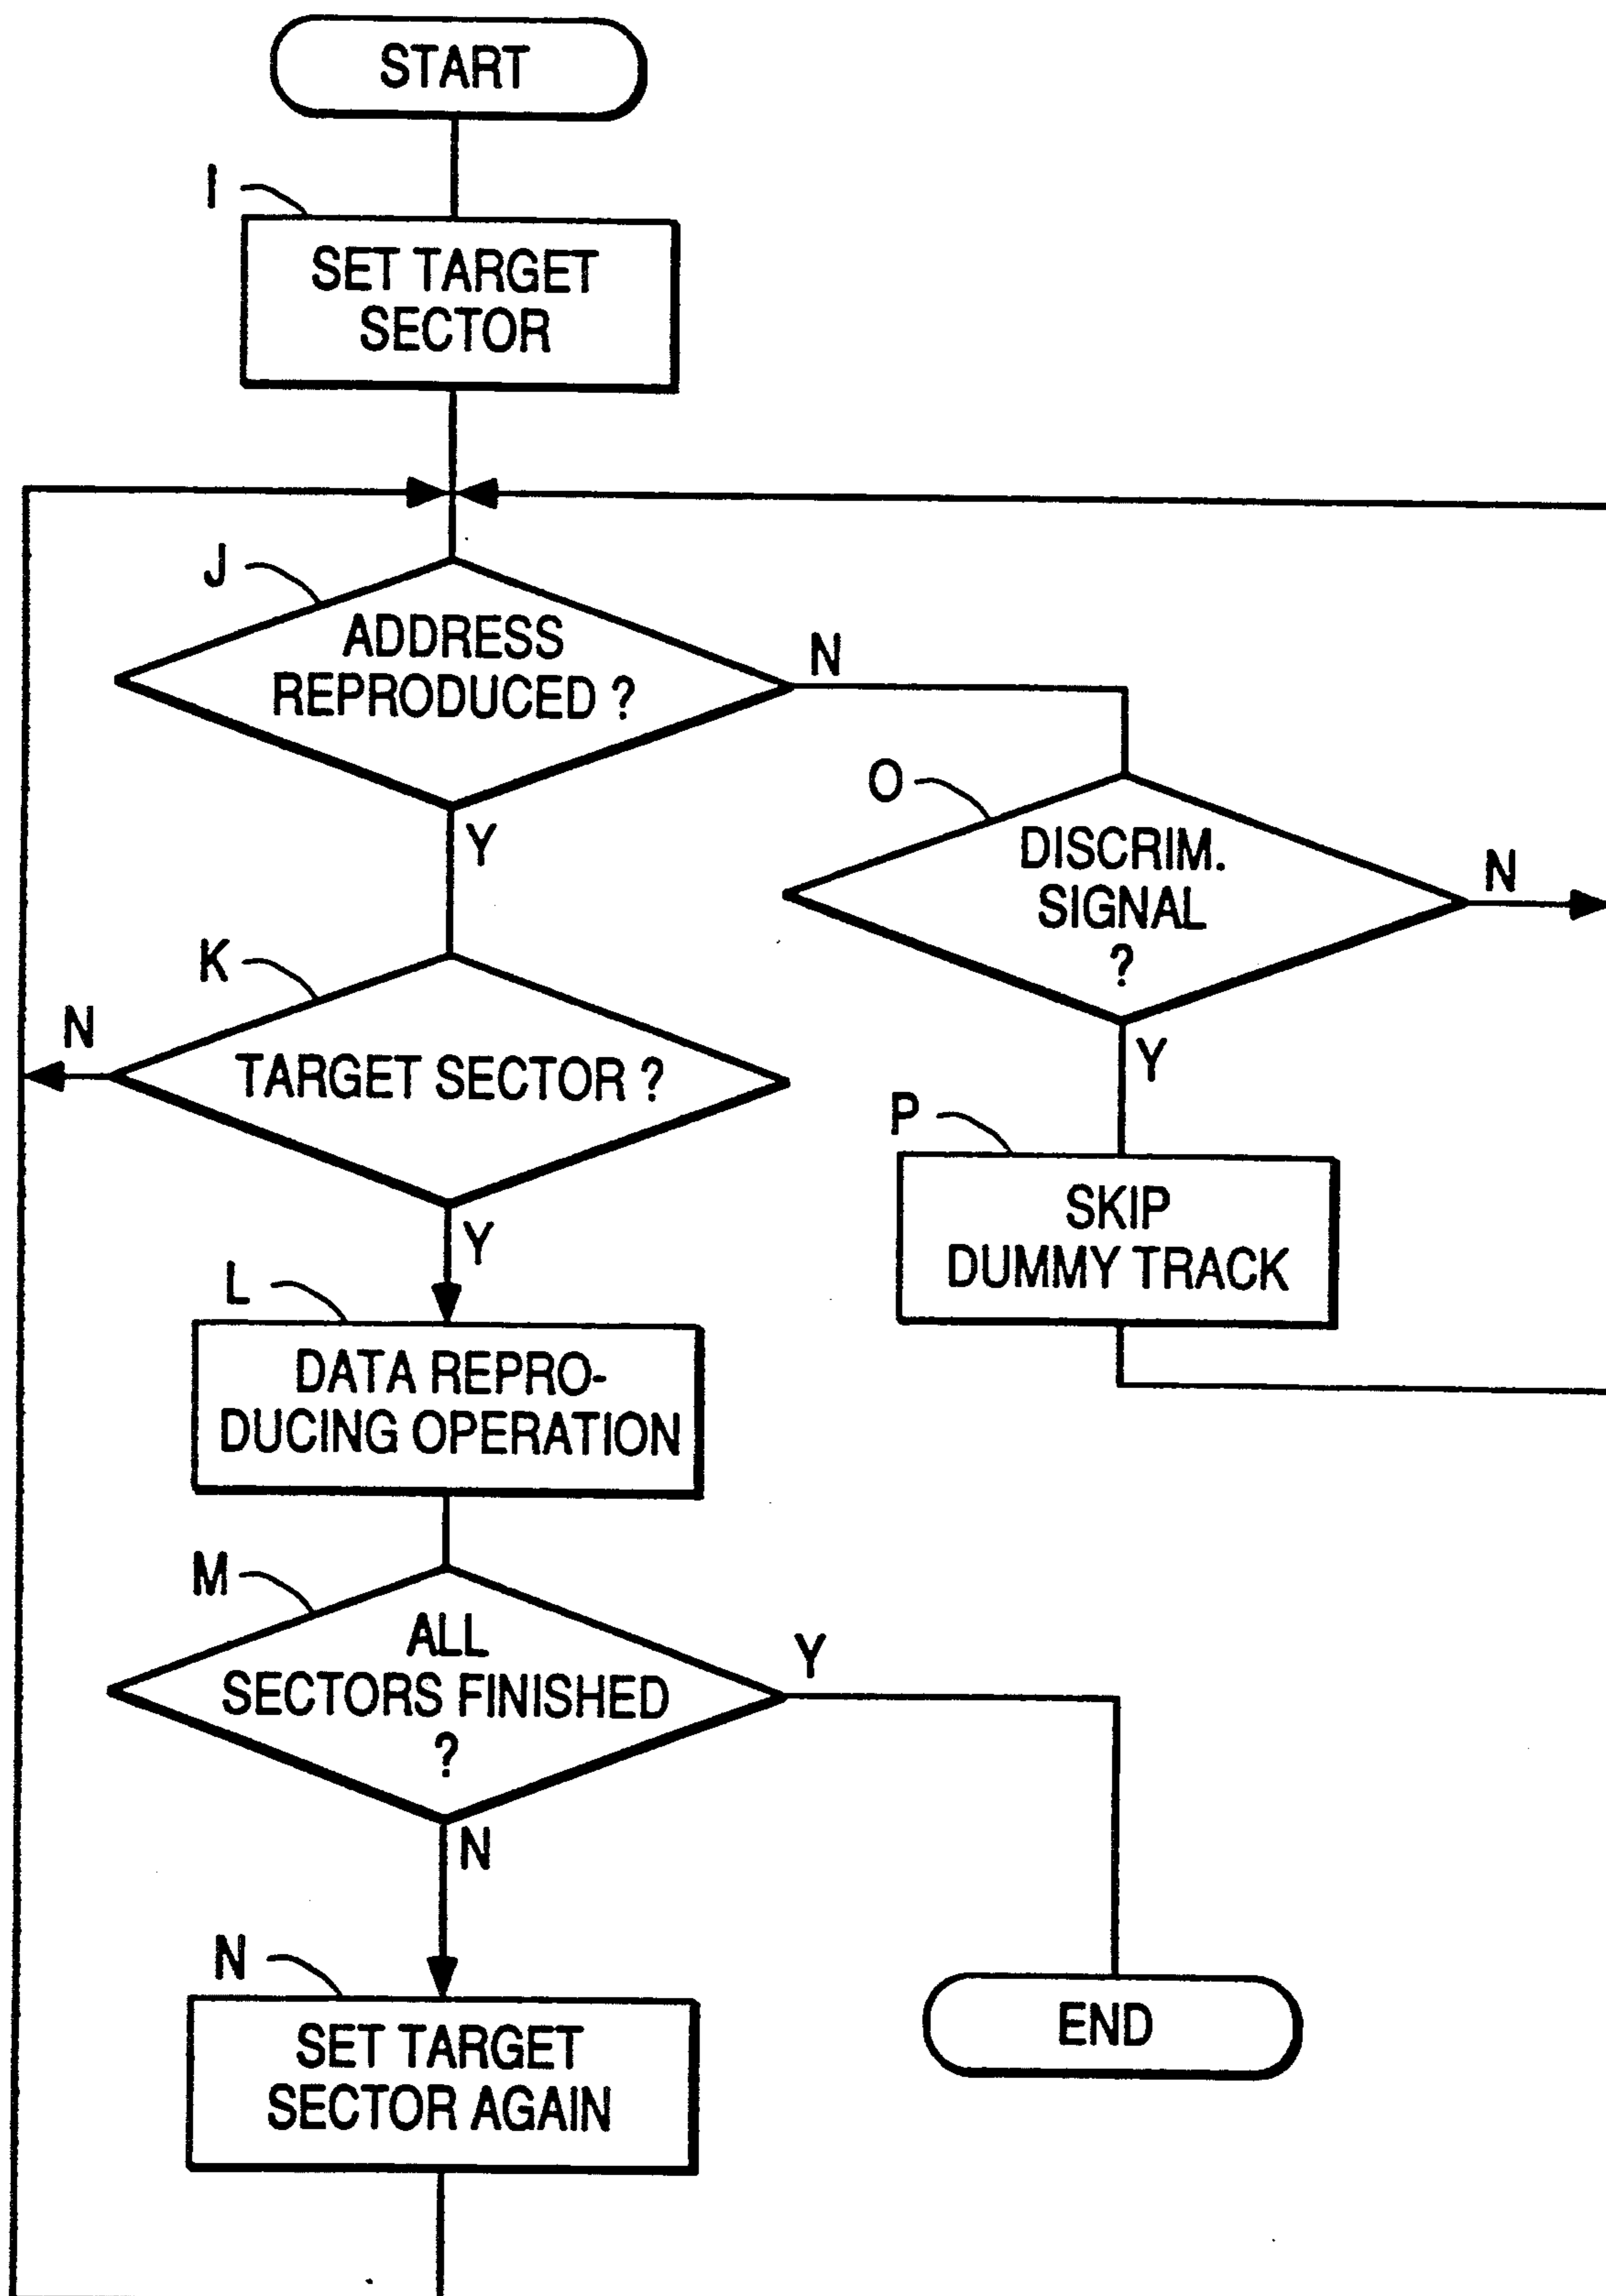 START
I
SET TARGET
SECTOR
J
ADDRESS
REPRODUCED ?
N
Y
O
DISCRIM.
SIGNAL
?
N
Y
K
N
TARGET SECTOR ?
Y
P
SKIP
DUMMY TRACK
L
DATA REPRO-
DUCING OPERATION
M
ALL
SECTORS FINISHED
?
Y
N
N
SET TARGET
SECTOR AGAIN
END